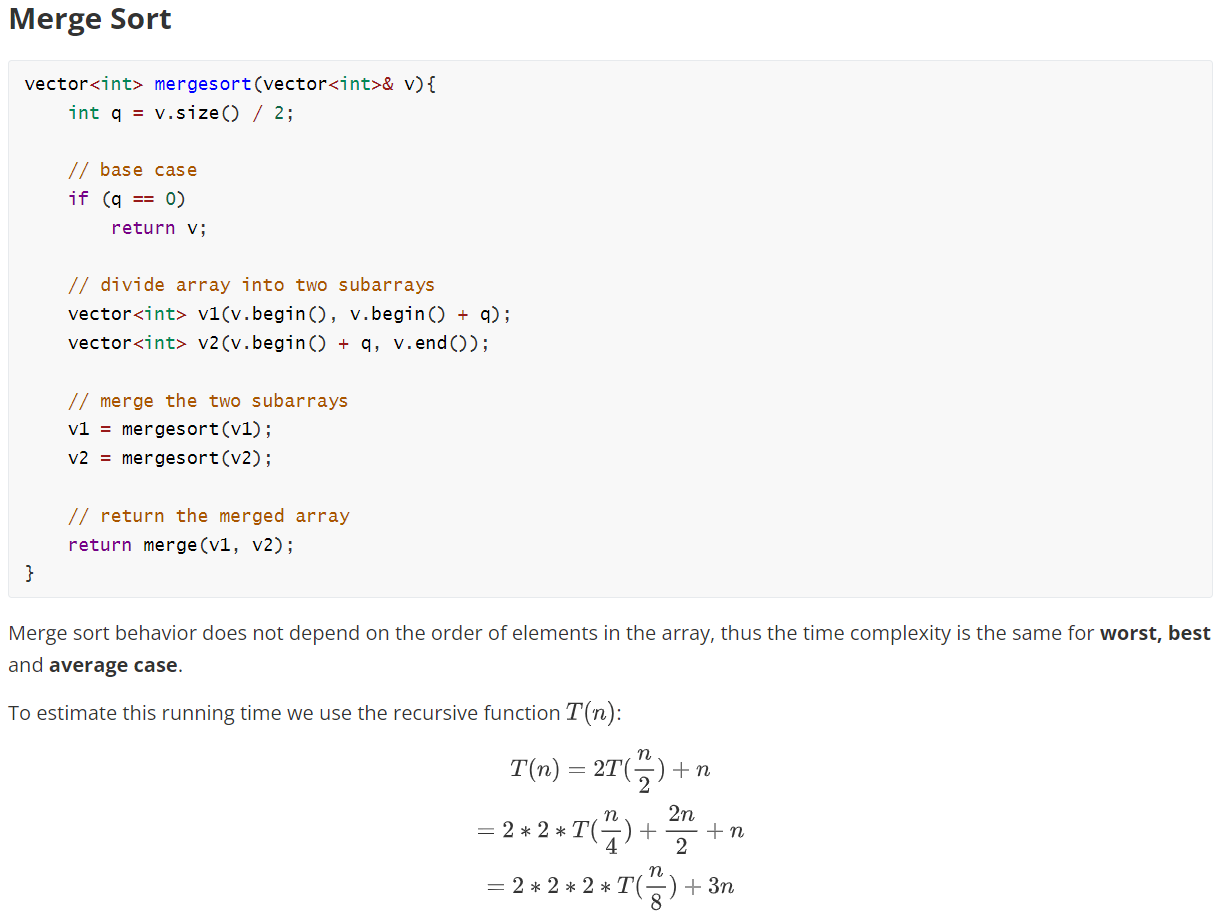 Merge Sort
vector<int> mergesort(vector<int>& v){
    int q = v.size() / 2;

    // base case
    if (q == 0)
        return v;

    // divide array into two subarrays
    vector<int> v1(v.begin(), v.begin() + q);
    vector<int> v2(v.begin() + q, v.end());

    // merge the two subarrays
    v1 = mergesort(v1);
    v2 = mergesort(v2);

    // return the merged array
    return merge(v1, v2);
}
Merge sort behavior does not depend on the order of elements in the array, thus the time complexity is the same for worst, best
and average case.
To estimate this running time we use the recursive function T(n):
T(n) = 2T(n/2) + n
= 2 * 2 * T(n/4) + 2n/2 + n
= 2 * 2 * 2 * T(n/8) + 3n